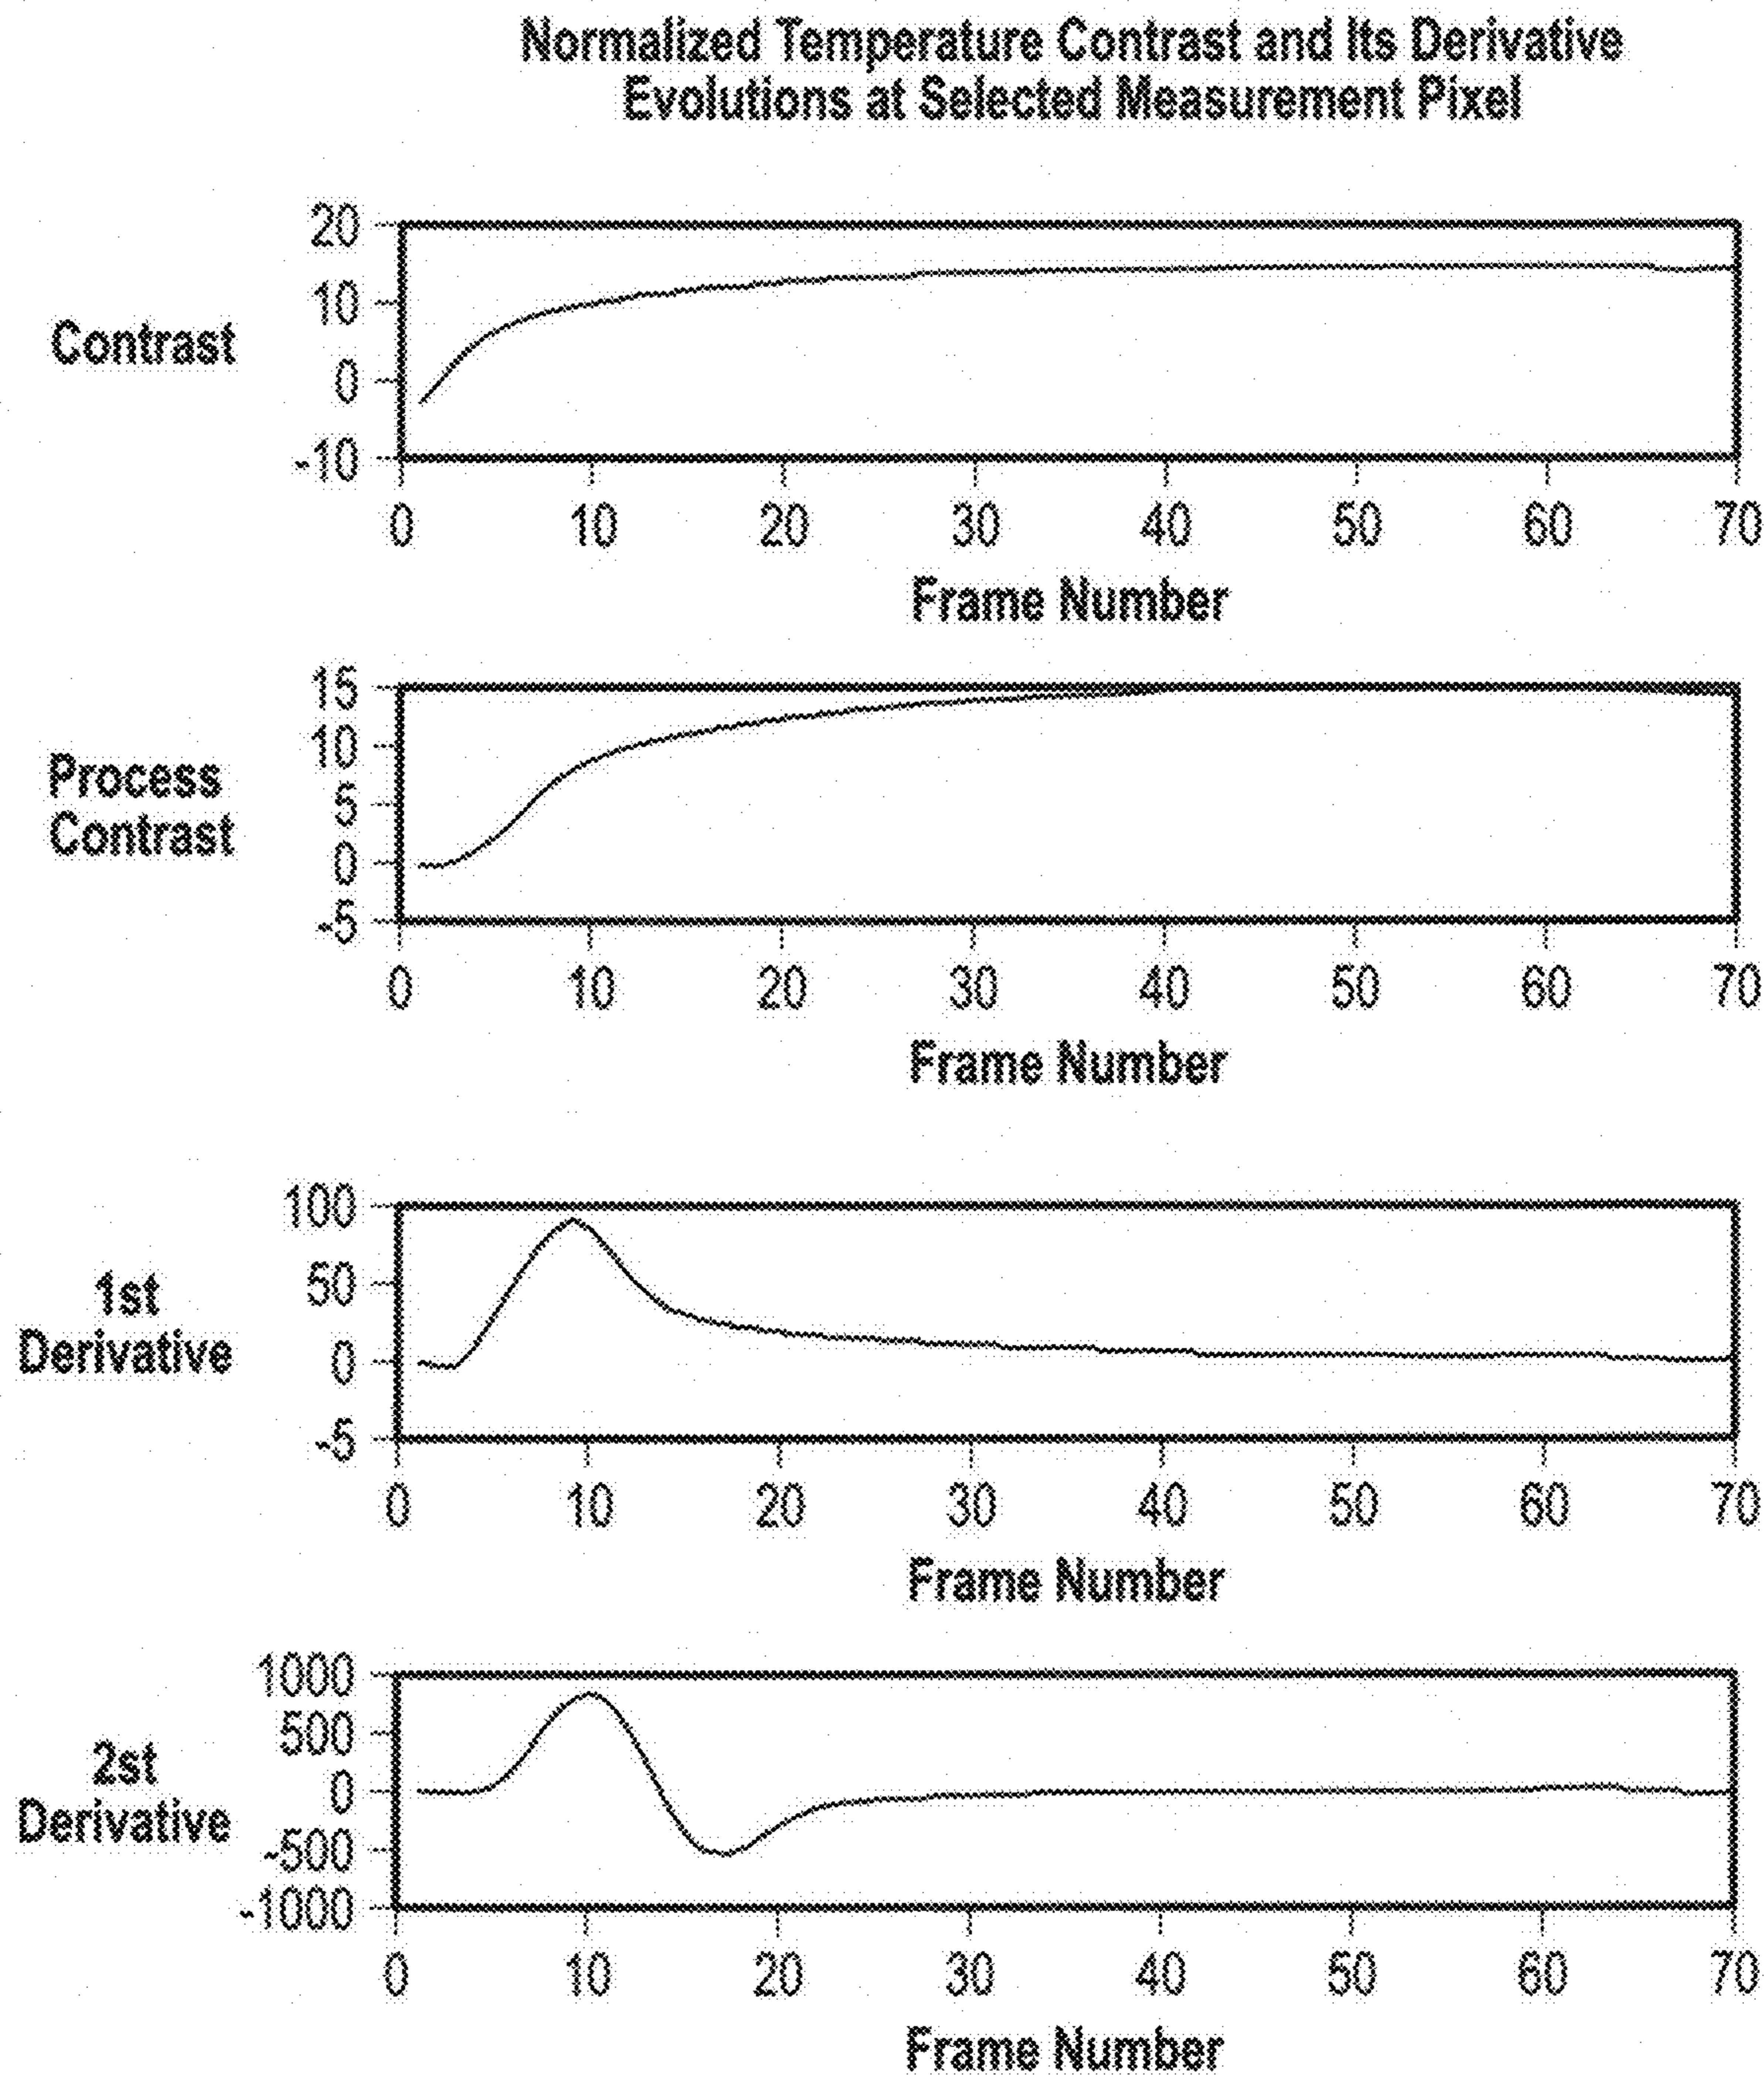 Normalized Temperature Contrast and Its Derivative
Evolutions at Selected Measurement Pixel
20
10
0
-10
Contrast
0 10 20 30 40 50 60 70
Frame Number
15
10
5
0
-5
Process
Contrast
0 10 20 30 40 50 60 70
Frame Number
100
50
0
-5
1st
Derivative
0 10 20 30 40 50 60 70
Frame Number
1000
500
0
-500
-1000
2st
Derivative
0 10 20 30 40 50 60 70
Frame Number